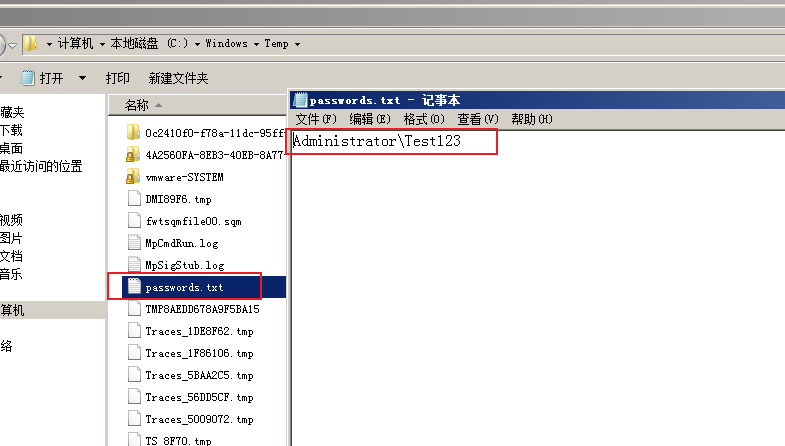 ▾ 计算机 ▾ 本地磁盘 (C:) ▾ Windows ▾ Temp ▾
打开 ▾ 打印 新建文件夹
藏夹
下载
桌面
最近访问的位置
视频
图片
文档
音乐
算机
络
名称
0c2410f0-f78a-11dc-95ff
4A2560FA-8EB3-40EB-8A77
vmware-SYSTEM
DMI89F6.tmp
fwtsqmfile00.sqm
MpCmdRun.log
MpSigStub.log
passwords.txt
TMP8AEDD678A9F5BA15
Traces_1DE8F62.tmp
Traces_1F86106.tmp
Traces_5BAA2C5.tmp
Traces_56DD5CF.tmp
Traces_5009072.tmp
TS_8F70.tmp
passwords.txt - 记事本
文件(F) 编辑(E) 格式(O) 查看(V) 帮助(H)
Administrator\Test123